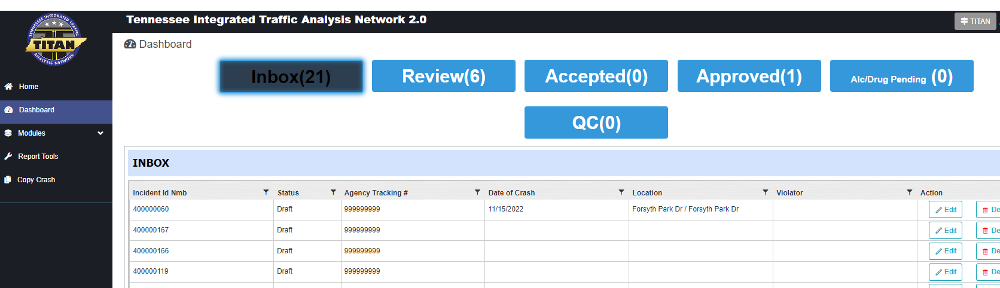 Tennessee Integrated Traffic Analysis Network 2.0
TITAN
TENNESSEE INTEGRATED TRAFFIC
TITAN
ANALYSIS NETWORK
Dashboard
Inbox(21)
Review(6)
Accepted(0)
Approved(1)
Alc/Drug Pending (0)
QC(0)
Home
Dashboard
Modules
Report Tools
Copy Crash
INBOX
Incident Id Nmb Status Agency Tracking # Date of Crash Location Violator Action
400000060 Draft 999999999 11/15/2022 Forsyth Park Dr / Forsyth Park Dr Edit De
400000167 Draft 999999999 Edit De
400000166 Draft 999999999 Edit De
400000119 Draft 999999999 Edit De